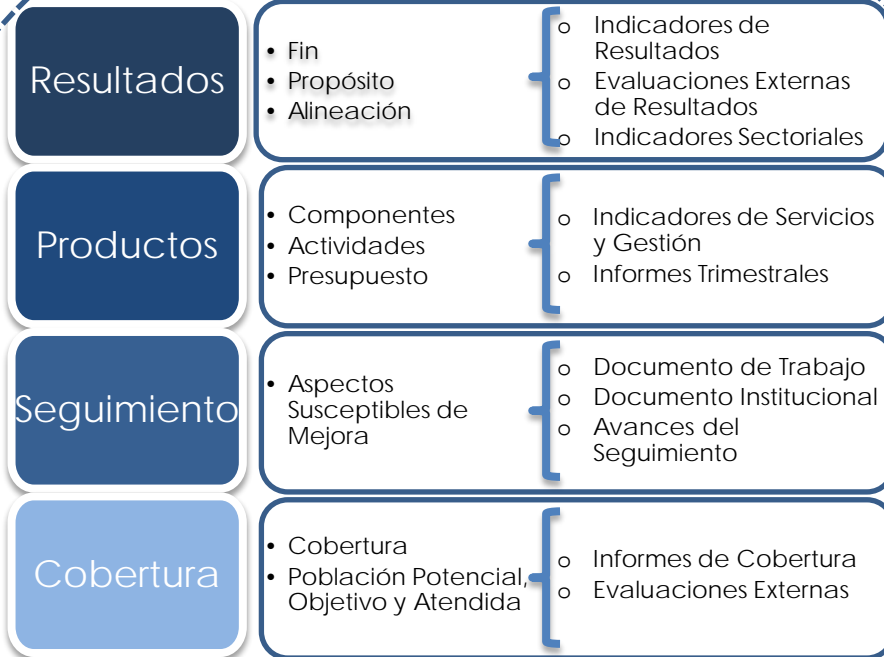 Resultados
• Fin
• Propósito
• Alineación
o Indicadores de
Resultados
o Evaluaciones Externas
de Resultados
o Indicadores Sectoriales
Productos
• Componentes
• Actividades
• Presupuesto
o Indicadores de Servicios
y Gestión
o Informes Trimestrales
Seguimiento
• Aspectos
Susceptibles de
Mejora
o Documento de Trabajo
o Documento Institucional
o Avances del
Seguimiento
Cobertura
• Cobertura
• Población Potencial,
Objetivo y Atendida
o Informes de Cobertura
o Evaluaciones Externas